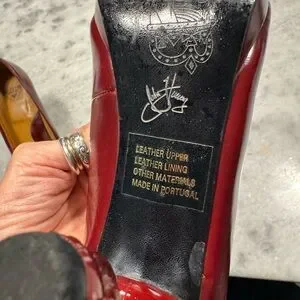 LEATHER UPPER
LEATHER LINING
OTHER MATERIALS
MADE IN PORTUGAL